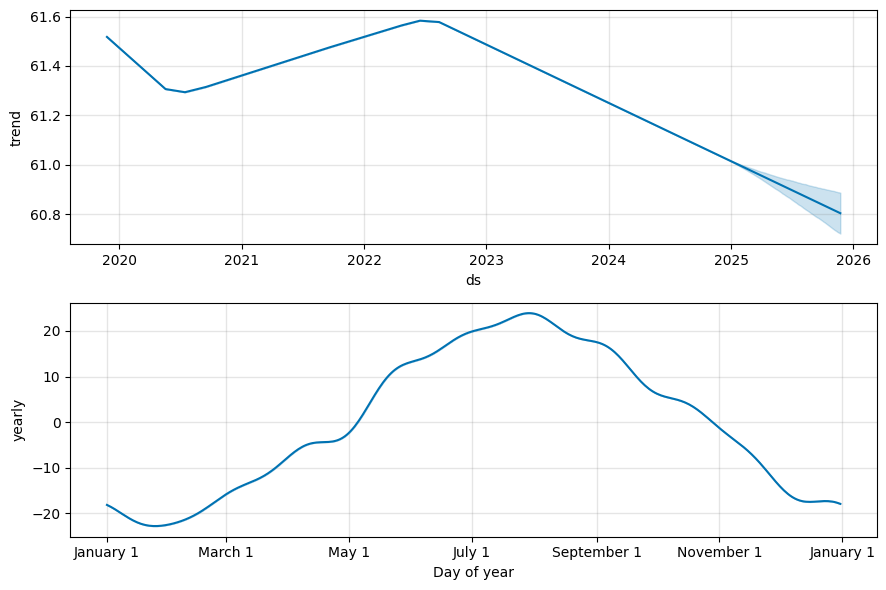 61.6
61.4
61.2
61.0
60.8
trend
2020 2021 2022 2023 2024 2025 2026
ds
20
10
0
−10
−20
yearly
January 1 March 1 May 1 July 1 September 1 November 1 January 1
Day of year